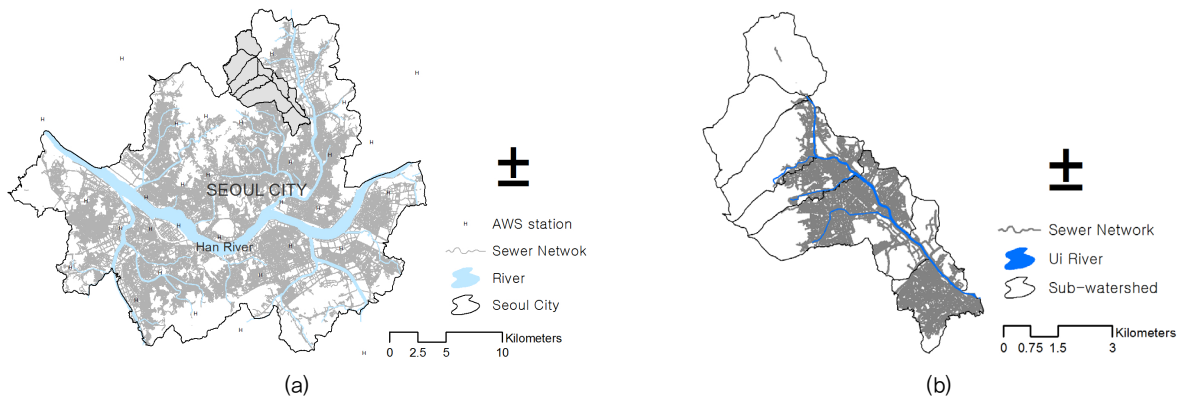 SEOUL CITY
Han River
±
H AWS station
Sewer Netwok
River
Seoul City
Kilometers
0 2.5 5 10
(a)
±
Sewer Network
Ui River
Sub-watershed
Kilometers
0 0.75 1.5 3
(b)